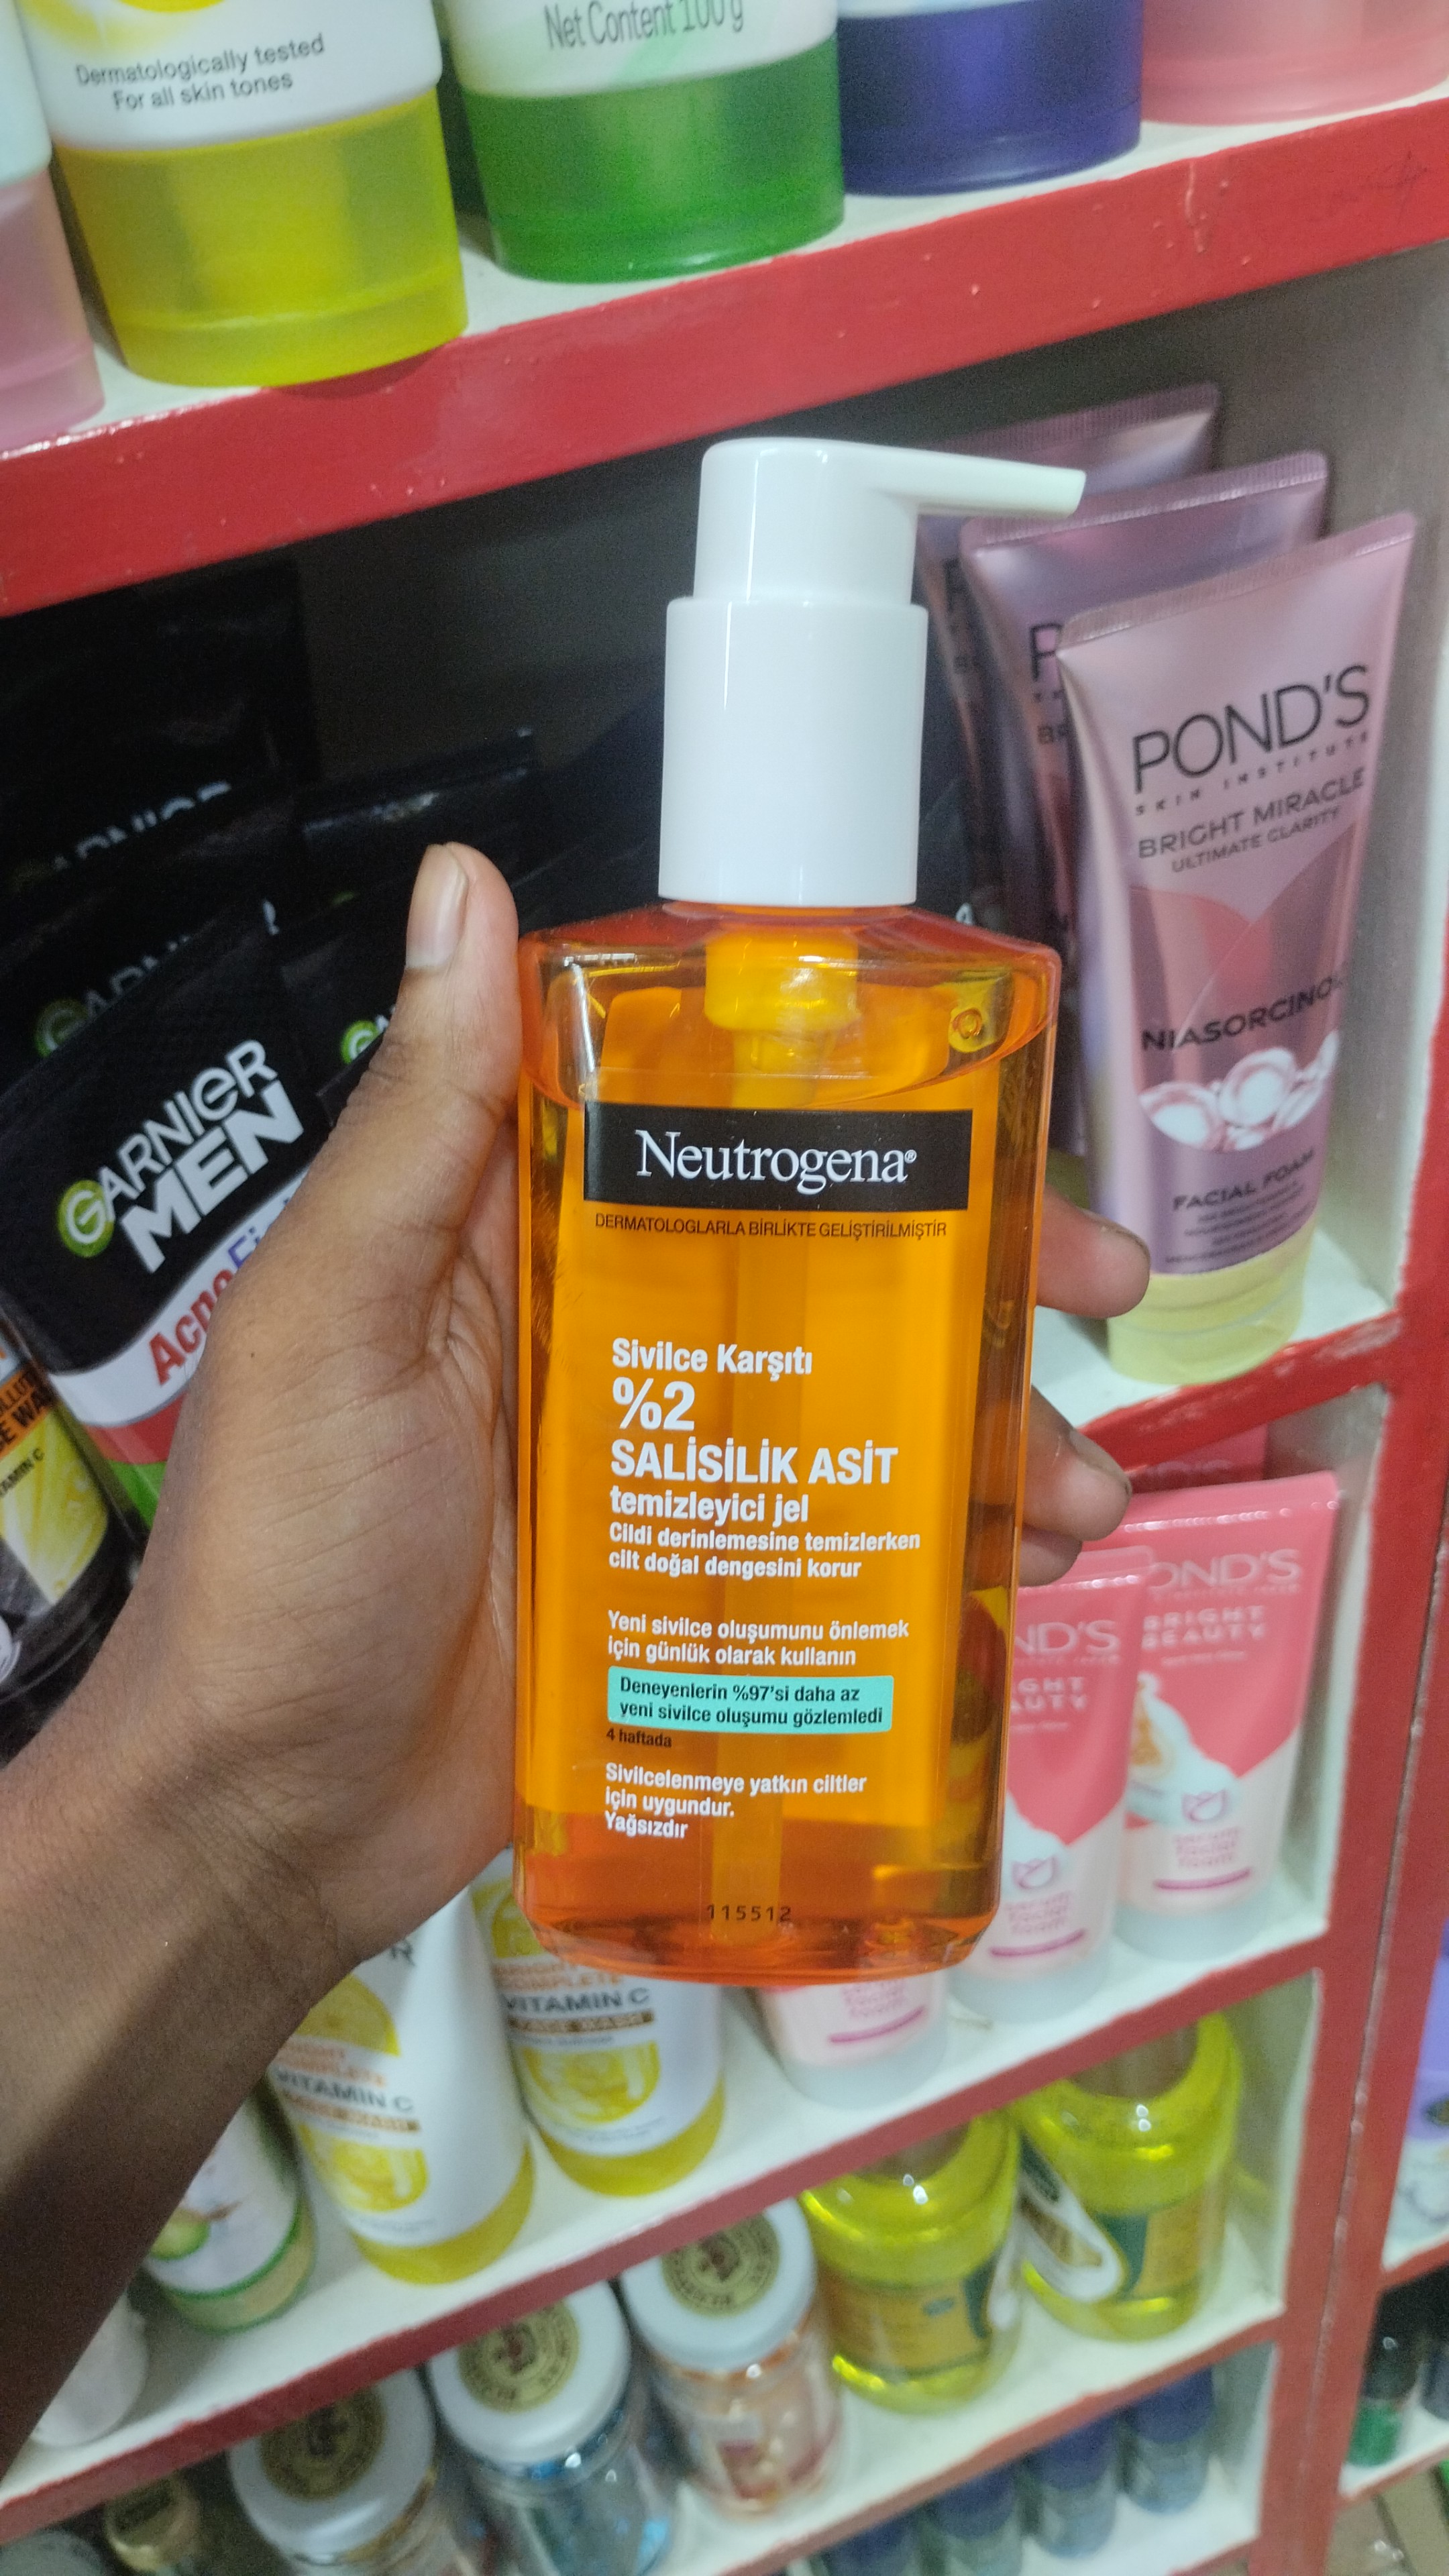 Dermatologically tested
For all skin tones
Net Content 100 g
POND'S
SKIN INSTITUTE
BRIGHT MIRACLE
ULTIMATE CLARITY
FACIAL FOAM
GARNIER
MEN
Neutrogena®
DERMATOLOGLARLA BİRLİKTE GELİŞTİRİLMİŞTİR
Sivilce Karşıtı
%2
SALİSİLİK ASİT
temizleyici jel
Cildi derinlemesine temizlerken
cilt doğal dengesini korur
Yeni sivilce oluşumunu önlemek
için günlük olarak kullanın
Deneyenlerin %97'si daha az
yeni sivilce oluşumu gözlemledi
4 haftada
Sivilcelenmeye yatkın ciltler
için uygundur.
Yağsızdır
115512
BRIGHT
BEAUTY
COMPLETE
VITAMIN C
VITAMIN C